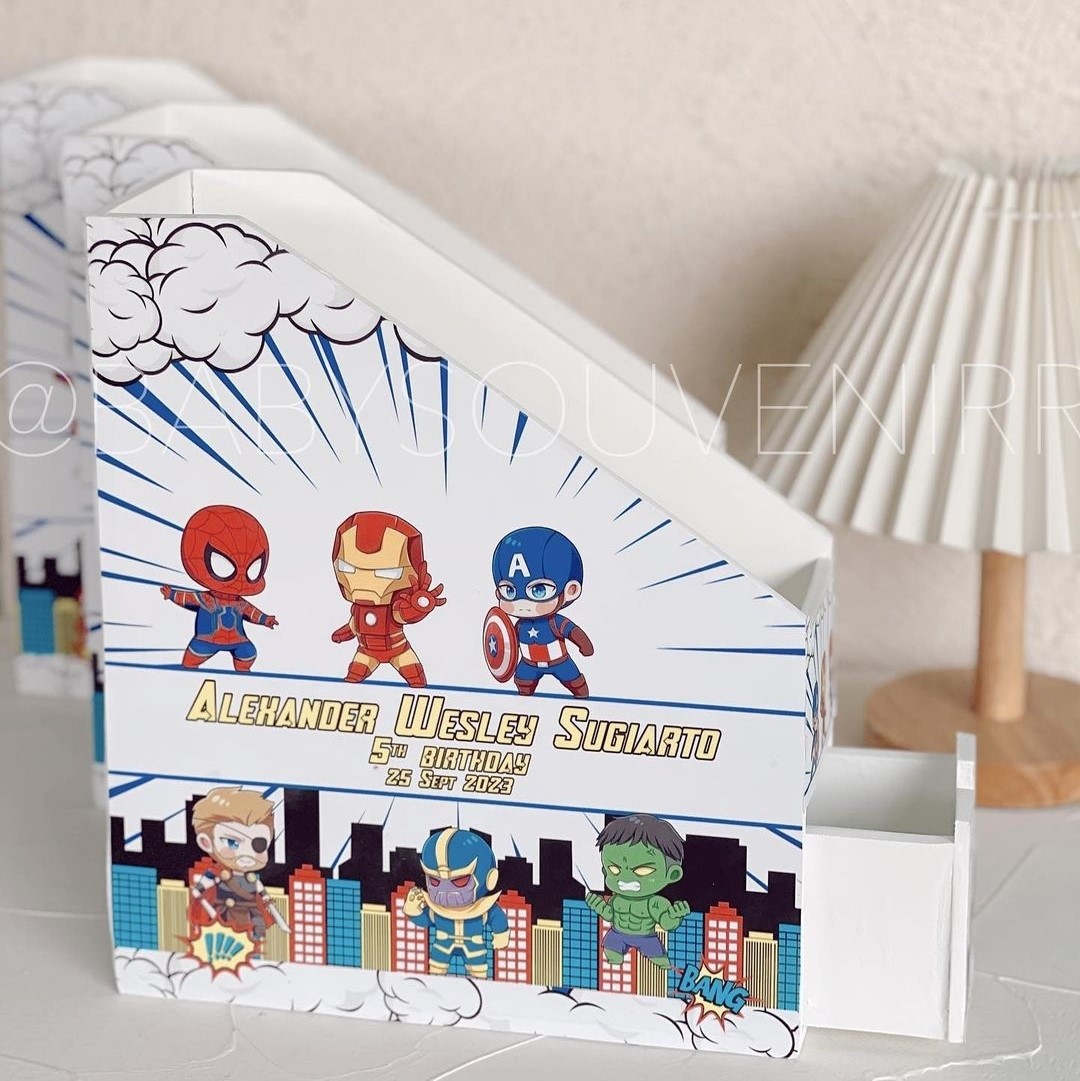 @BABYSOUVENIRR
A
ALEXANDER WESLEY SUGIARTO
5TH BIRTHDAY
25 SEPT 2023
!!!!
BANG